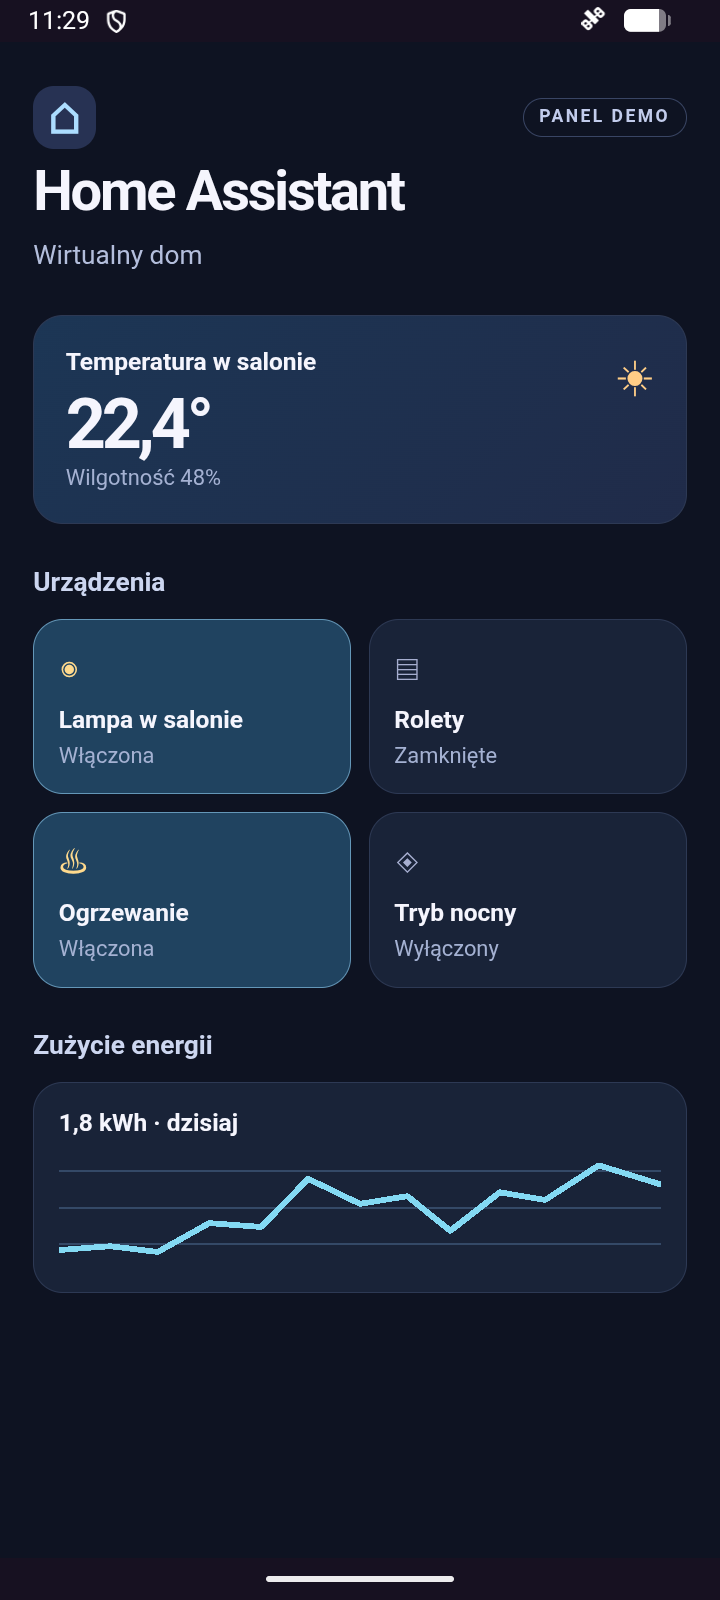 11:29
PANEL DEMO
Home Assistant
Wirtualny dom
Temperatura w salonie
22,4°
Wilgotność 48%
Urządzenia
Lampa w salonie
Włączona
Rolety
Zamknięte
Ogrzewanie
Włączona
Tryb nocny
Wyłączony
Zużycie energii
1,8 kWh · dzisiaj